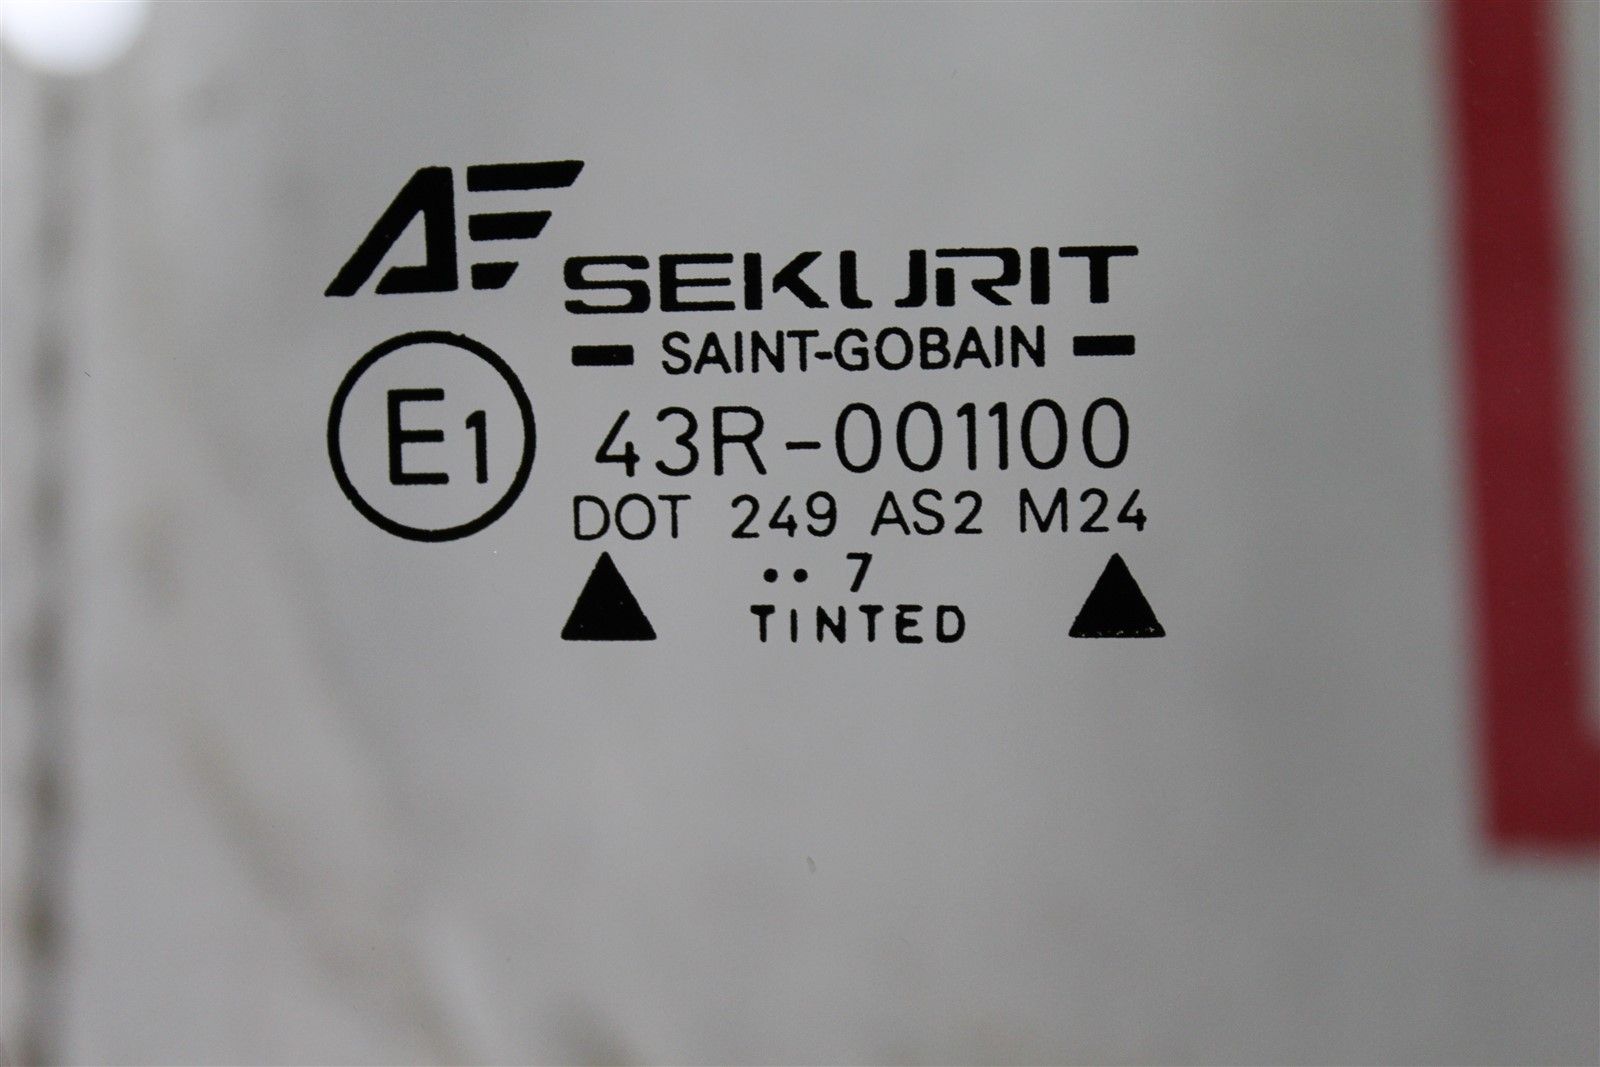 AF
SEKURIT
SAINT-GOBAIN
E1 43R-001100
DOT 249 AS2 M24
.. 7
TINTED